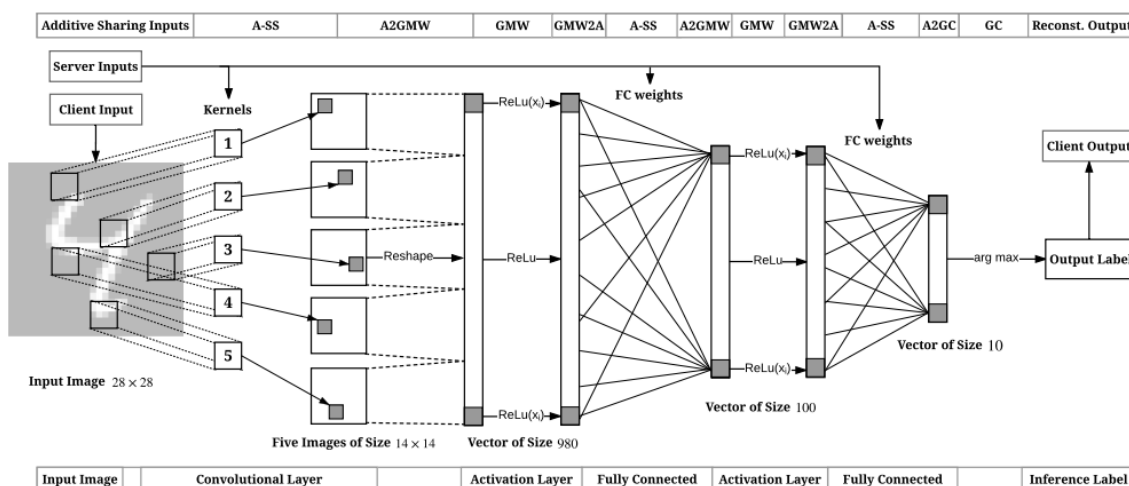 Additive Sharing Inputs A-SS A2GMW GMW GMW2A A-SS A2GMW GMW GMW2A A-SS A2GC GC Reconst. Output
Server Inputs
Client Input
Kernels
FC weights
FC weights
1
2
3
4
5
ReLu(xᵢ)
ReLu(xᵢ)
Client Output
Reshape
ReLu
ReLu
arg max
Output Label
Vector of Size 10
Input Image 28 × 28
ReLu(xᵢ)
ReLu(xᵢ)
Vector of Size 100
Five Images of Size 14 × 14
Vector of Size 980
Input Image Convolutional Layer Activation Layer Fully Connected Activation Layer Fully Connected Inference Label